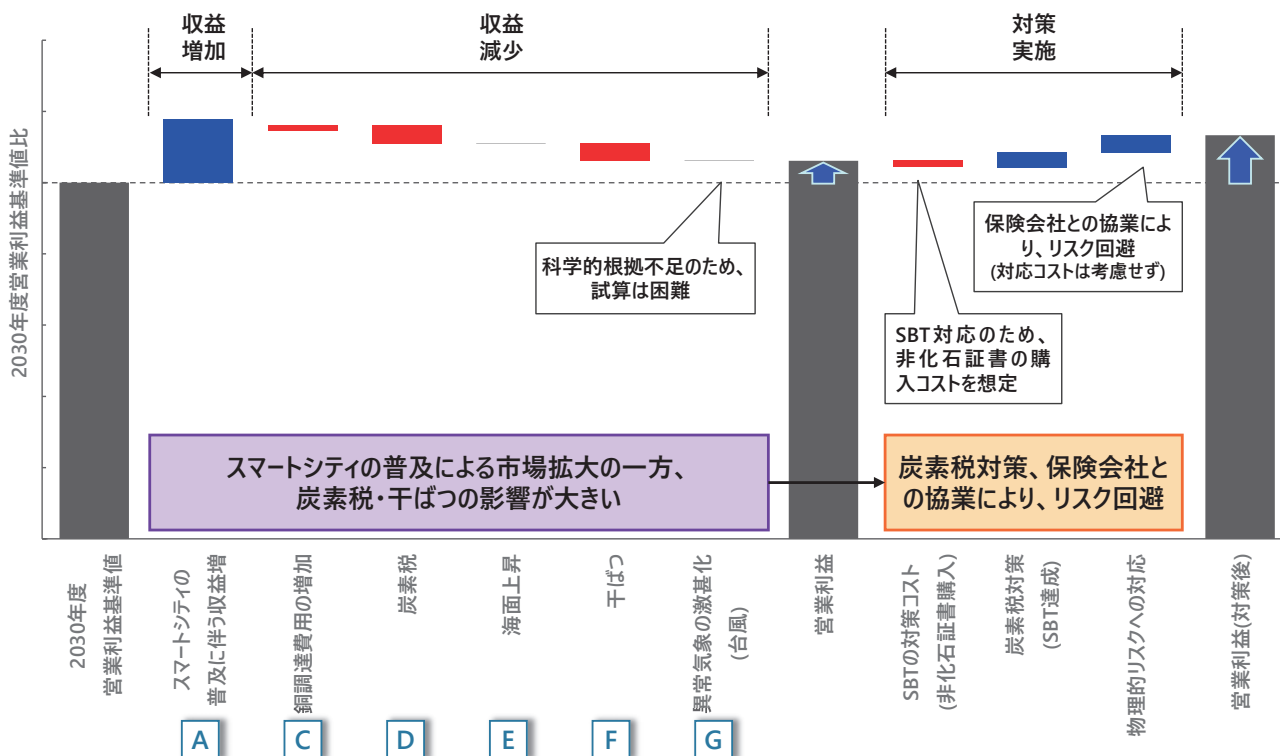 収益
増加
収益
減少
対策
実施
2030年度営業利益基準値比
科学的根拠不足のため、
試算は困難
保険会社との協業によ
り、リスク回避
(対応コストは考慮せず)
SBT対応のため、
非化石証書の購
入コストを想定
スマートシティの普及による市場拡大の一方、
炭素税・干ばつの影響が大きい
炭素税対策、保険会社と
の協業により、リスク回避
2030年度
営業利益基準値
スマートシティの
普及に伴う収益増
銅調達費用の増加
炭素税
海面上昇
干ばつ
異常気象の激甚化
(台風)
営業利益
SBTの対策コスト
(非化石証書購入)
炭素税対策
(SBT達成)
物理的リスクへの対応
営業利益(対策後)
A
C
D
E
F
G